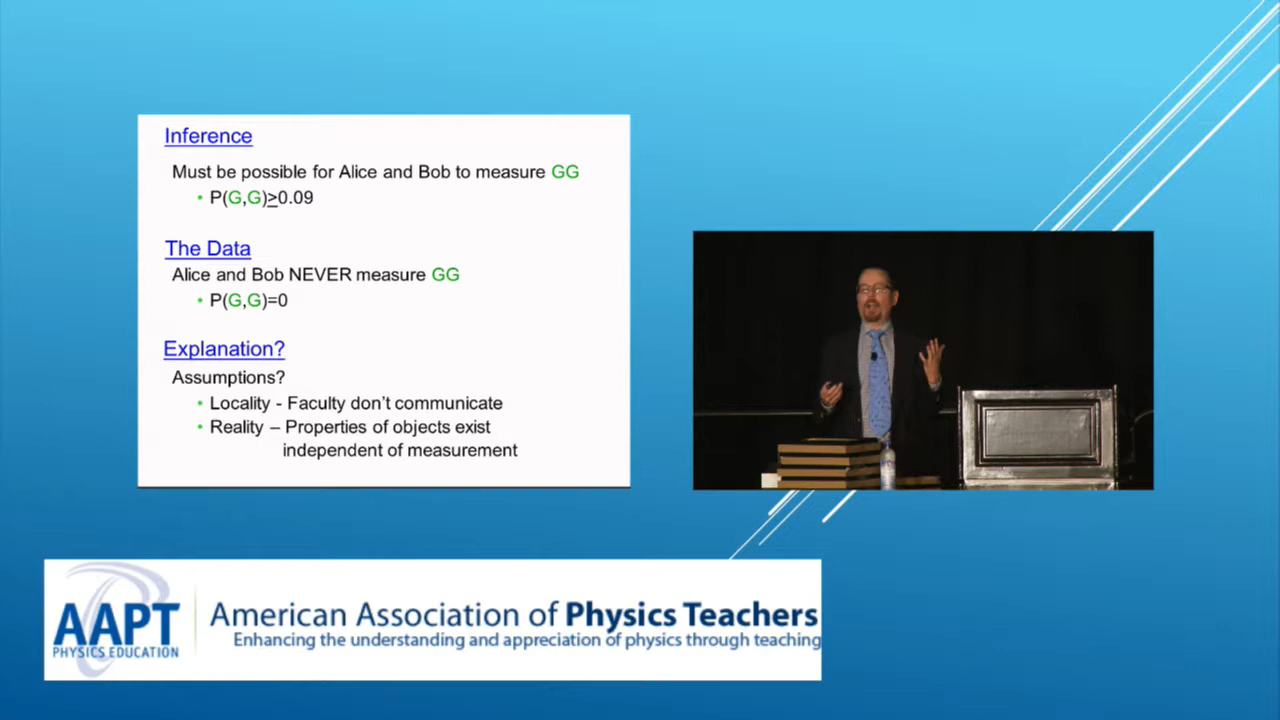 Inference
Must be possible for Alice and Bob to measure GG
• P(G,G)≥0.09
The Data
Alice and Bob NEVER measure GG
• P(G,G)=0
Explanation?
Assumptions?
• Locality - Faculty don't communicate
• Reality – Properties of objects exist
independent of measurement
AAPT
PHYSICS EDUCATION
American Association of Physics Teachers
Enhancing the understanding and appreciation of physics through teaching